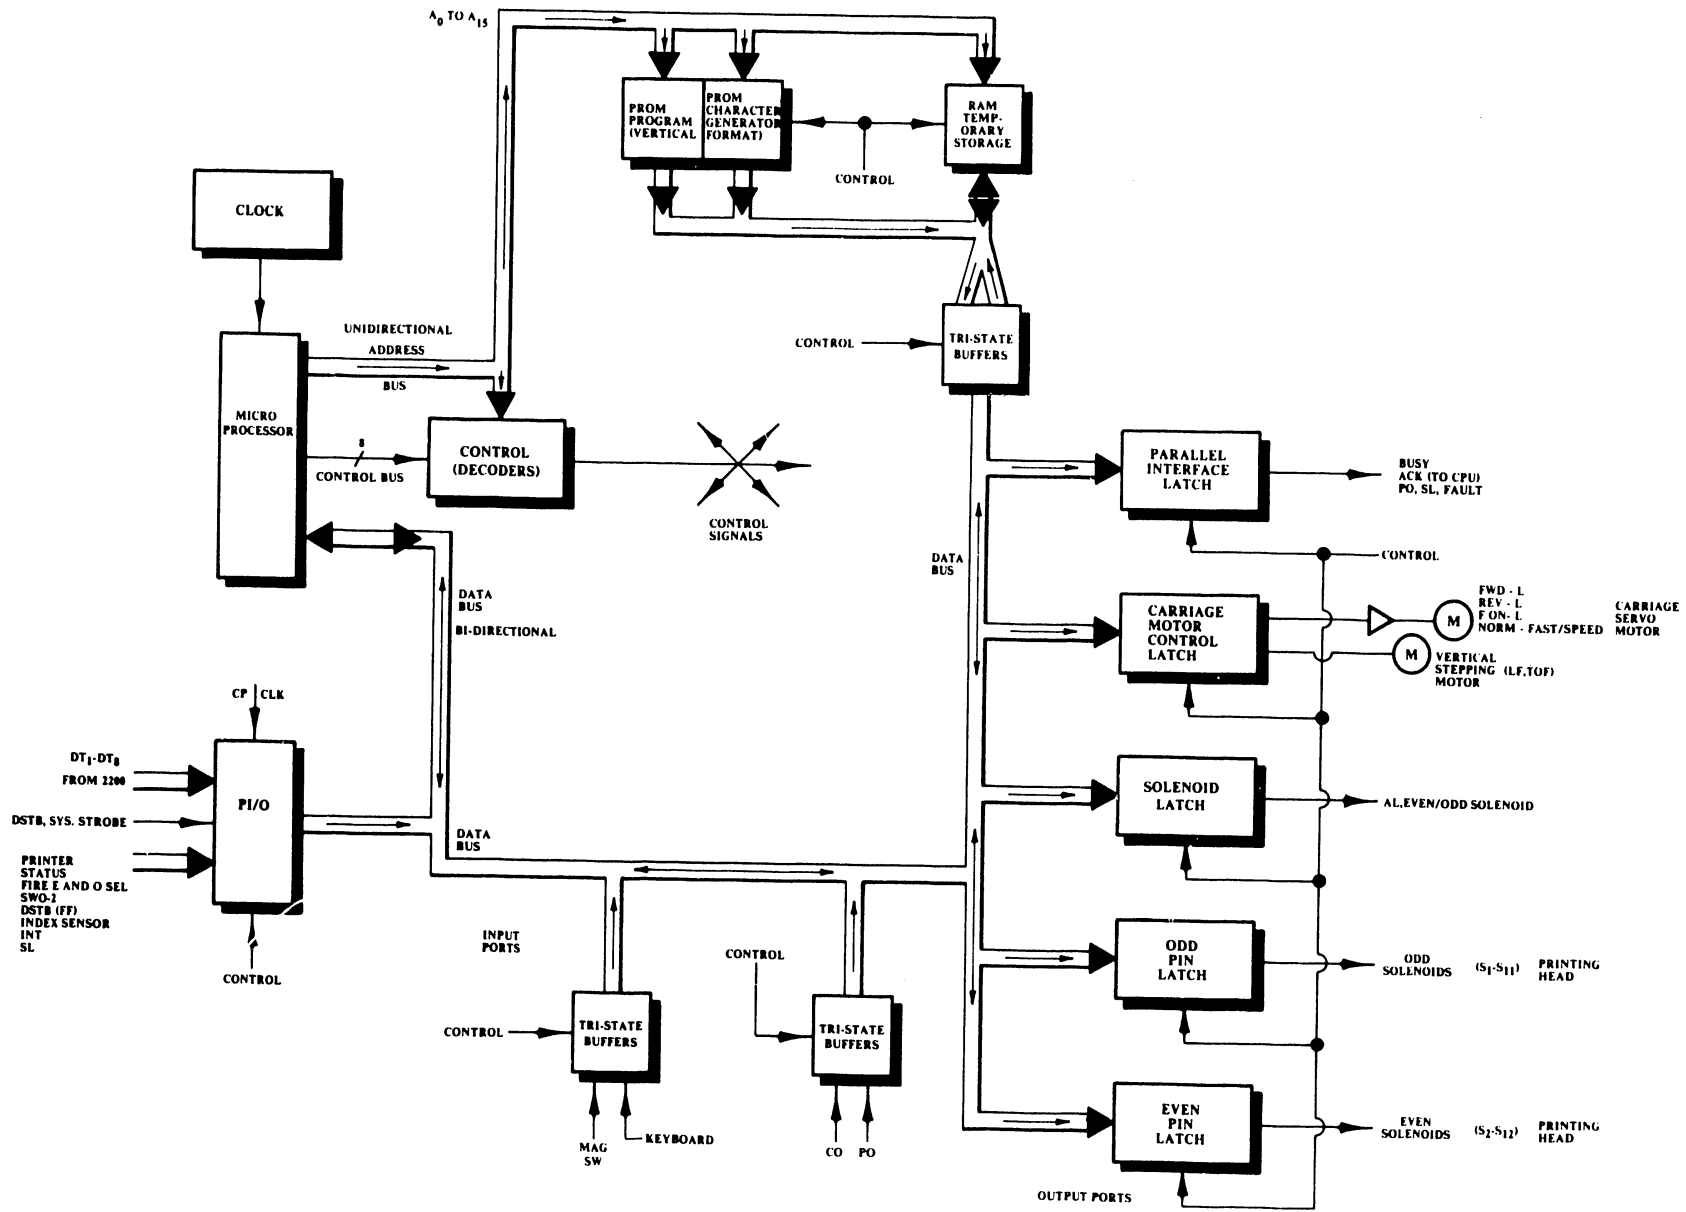 A0 TO A15
PROM
PROGRAM
(VERTICAL
PROM
CHARACTER
GENERATOR
FORMAT)
RAM
TEMP-
ORARY
STORAGE
CONTROL
CLOCK
UNIDIRECTIONAL
ADDRESS
BUS
CONTROL
TRI-STATE
BUFFERS
MICRO
PROCESSOR
8
CONTROL BUS
CONTROL
(DECODERS)
CONTROL
SIGNALS
PARALLEL
INTERFACE
LATCH
BUSY
ACK (TO CPU)
PO, SL, FAULT
DATA
BUS
CONTROL
DATA
BUS
BI-DIRECTIONAL
CARRIAGE
MOTOR
CONTROL
LATCH
M
FWD - L
REV - L
F ON - L
NORM - FAST/SPEED
CARRIAGE
SERVO
MOTOR
M
VERTICAL
STEPPING (LF,TOF)
MOTOR
CP CLK
DT1-DT8
FROM 2200
PI/O
DSTB, SYS. STROBE
PRINTER
STATUS
FIRE E AND O SEL
SWO-2
DSTB (FF)
INDEX SENSOR
INT
SL
CONTROL
DATA
BUS
SOLENOID
LATCH
AL,EVEN/ODD SOLENOID
INPUT
PORTS
CONTROL
ODD
PIN
LATCH
ODD
SOLENOIDS
(S1-S11)
PRINTING
HEAD
CONTROL
TRI-STATE
BUFFERS
TRI-STATE
BUFFERS
MAG
SW
KEYBOARD
CO PO
EVEN
PIN
LATCH
EVEN
SOLENOIDS
(S2-S12)
PRINTING
HEAD
OUTPUT PORTS